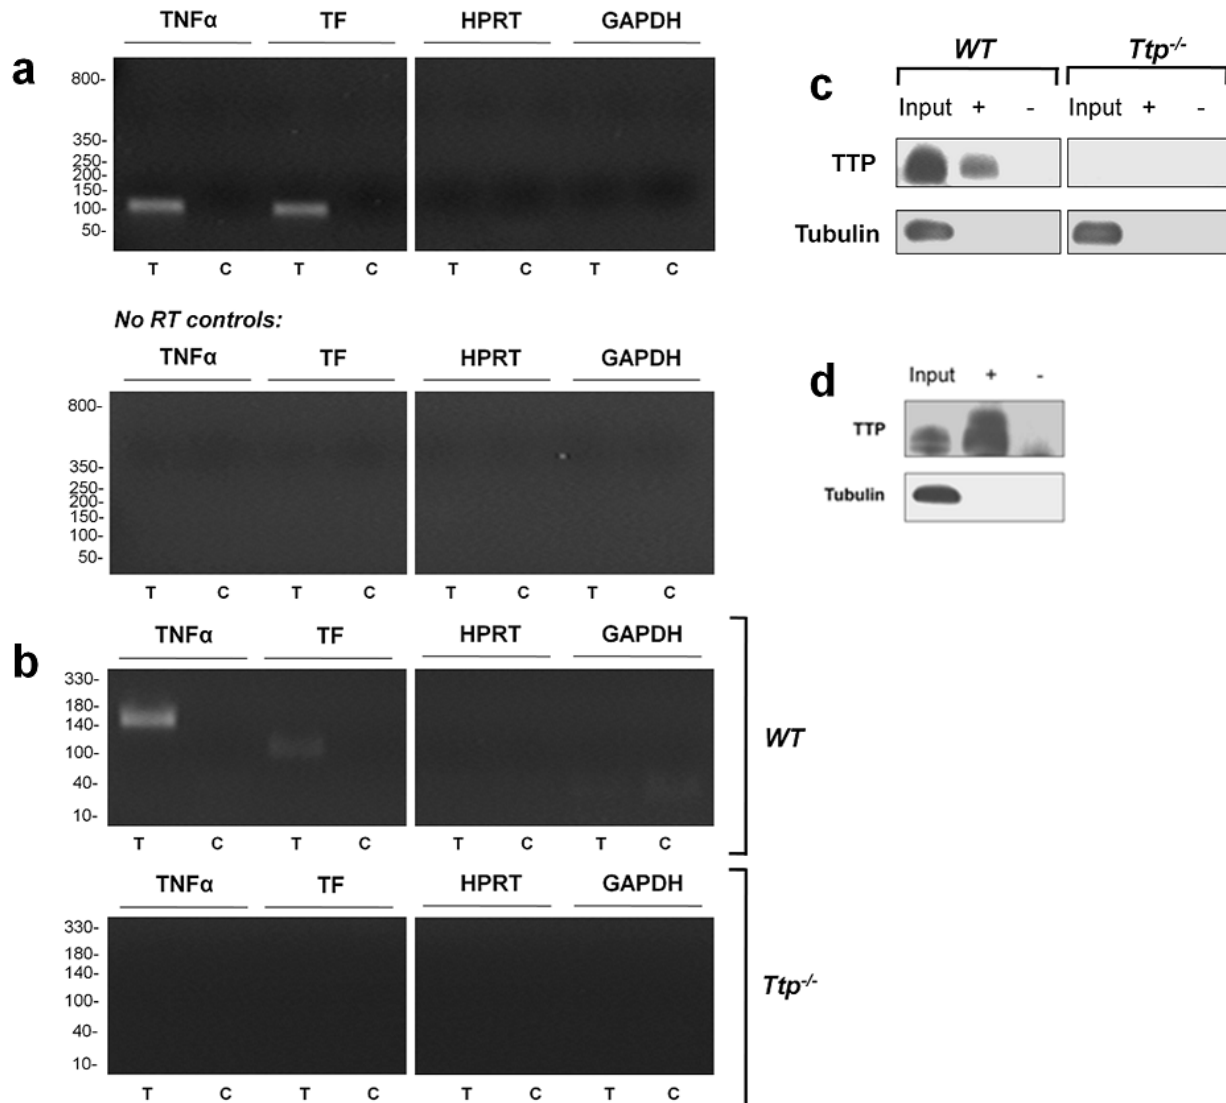 a
TNFα TF HPRT GAPDH
800-
350-
250-
200-
150-
100-
50-
T C T C T C T C
No RT controls:
TNFα TF HPRT GAPDH
800-
350-
250-
200-
150-
100-
50-
T C T C T C T C
b
TNFα TF HPRT GAPDH
330-
180-
140-
100-
40-
10-
T C T C T C T C
WT
TNFα TF HPRT GAPDH
330-
180-
140-
100-
40-
10-
T C T C T C T C
Ttp-/-
c
WT Ttp-/-
Input + - Input + -
TTP
Tubulin
d
Input + -
TTP
Tubulin